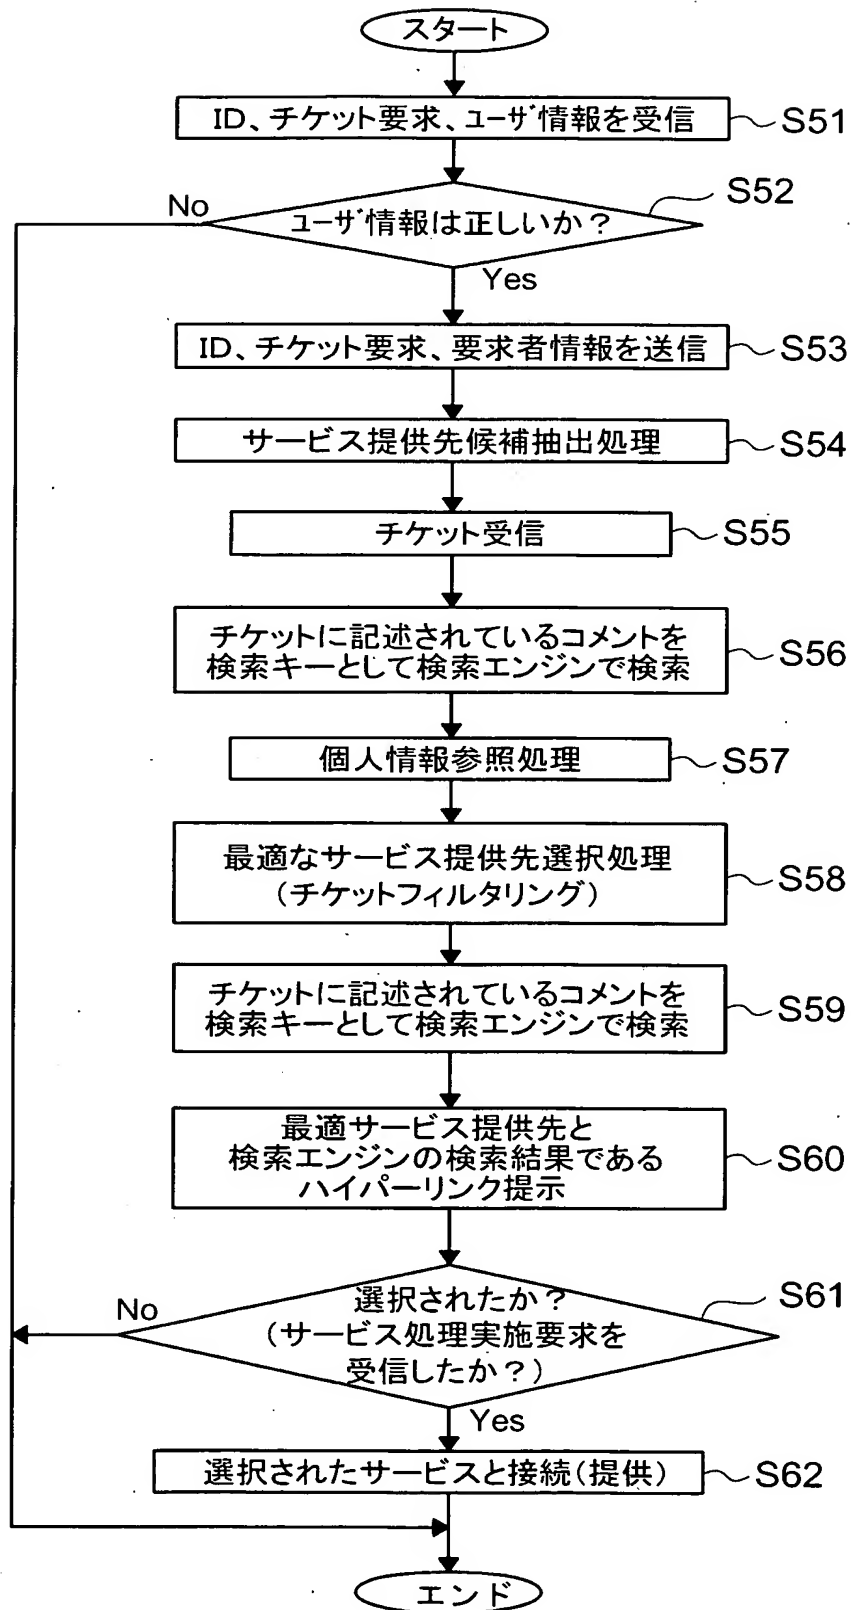 スタート
ID、チケット要求、ユーザ情報を受信
S51
No
S52
ユーザ情報は正しいか？
Yes
ID、チケット要求、要求者情報を送信
S53
サービス提供先候補抽出処理
S54
チケット受信
S55
チケットに記述されているコメントを
検索キーとして検索エンジンで検索
S56
個人情報参照処理
S57
最適なサービス提供先選択処理
（チケットフィルタリング）
S58
チケットに記述されているコメントを
検索キーとして検索エンジンで検索
S59
最適サービス提供先と
検索エンジンの検索結果である
ハイパーリンク提示
S60
No
選択されたか？
（サービス処理実施要求を
受信したか？）
S61
Yes
選択されたサービスと接続（提供）
S62
エンド